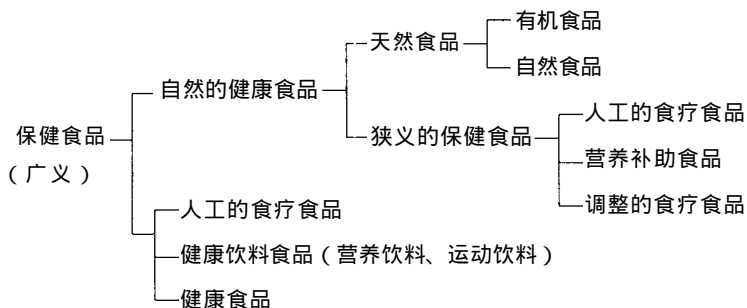 有机食品
天然食品
自然食品
自然的健康食品
人工的食疗食品
狭义的保健食品
保健食品
营养补助食品
（广义）
调整的食疗食品
人工的食疗食品
健康饮料食品（营养饮料、运动饮料）
健康食品